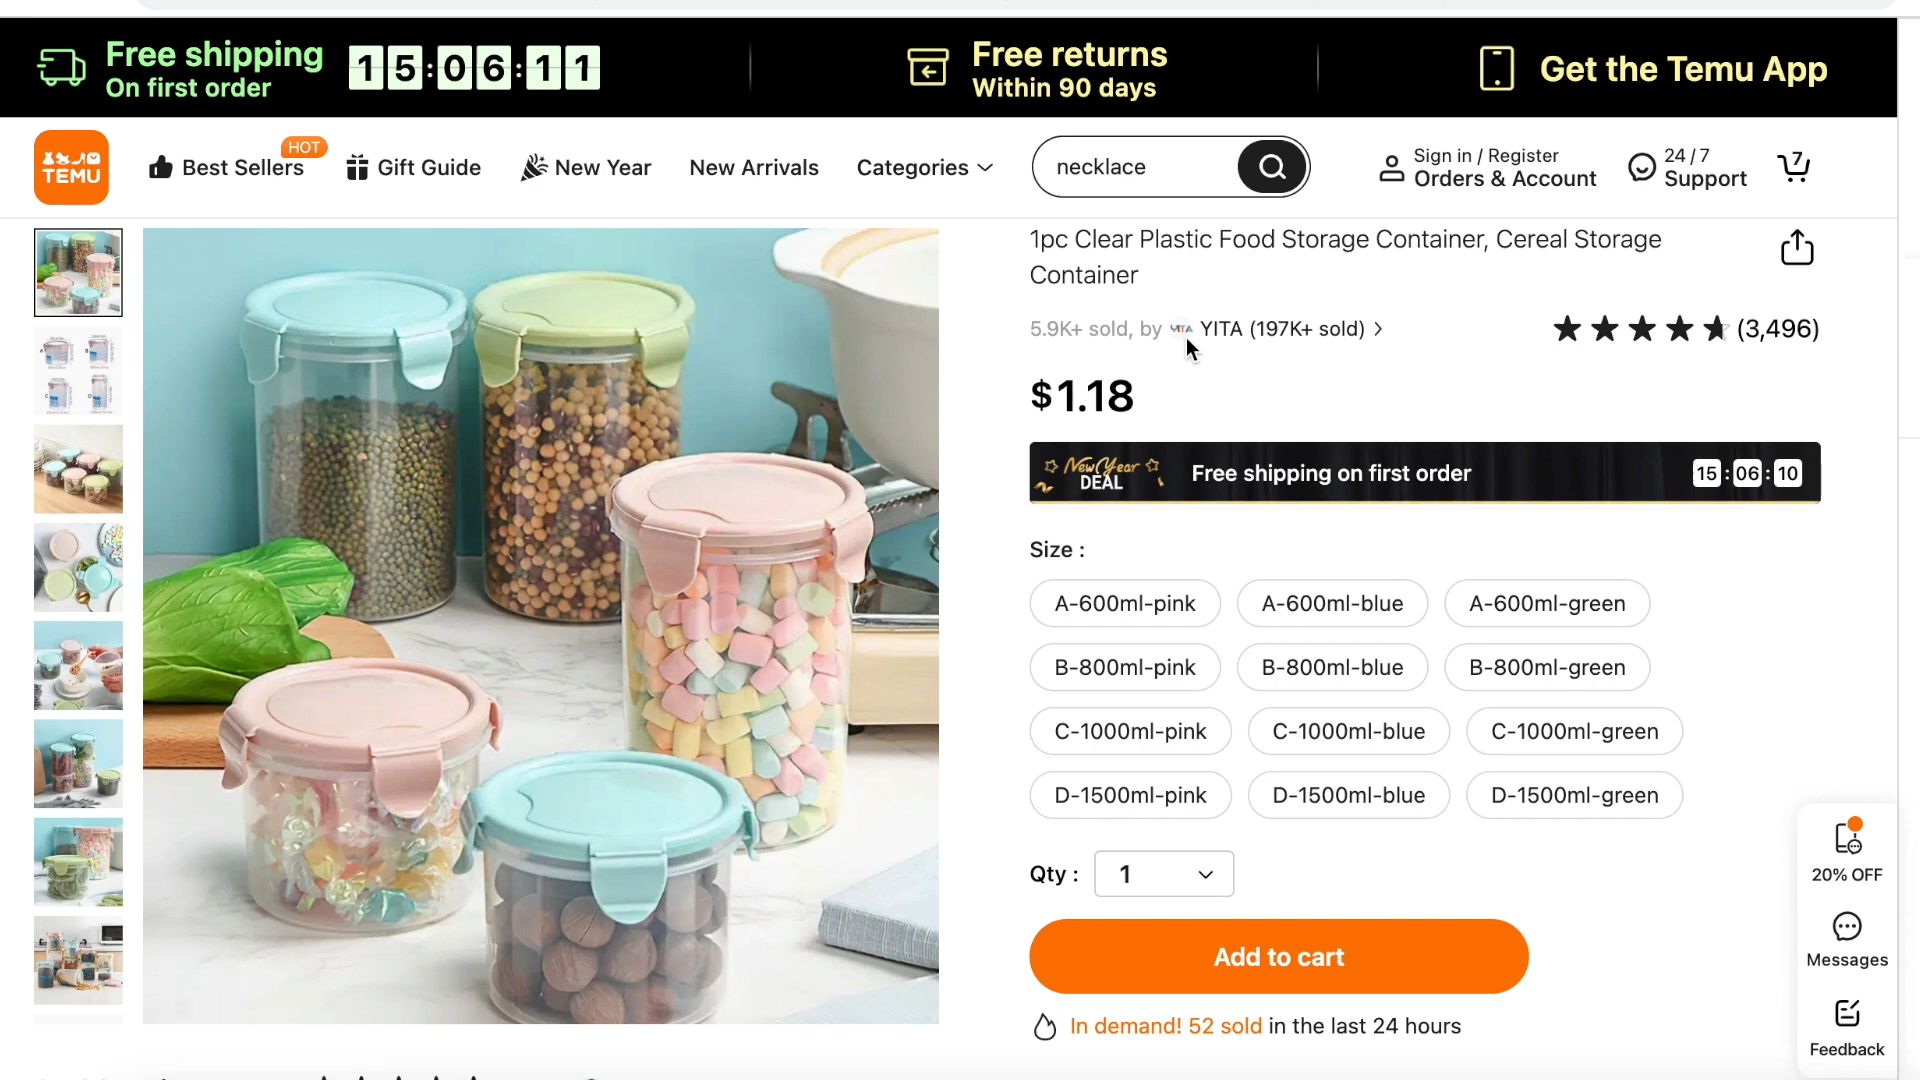 Free shipping
On first order
15:06:11
Free returns
Within 90 days
Get the Temu App
TEMU
Best Sellers
HOT
Gift Guide
New Year
New Arrivals
Categories
necklace
Sign in / Register
Orders & Account
24/7
Support
7
1pc Clear Plastic Food Storage Container, Cereal Storage
Container
5.9K+ sold, by YITA YITA (197K+ sold) >
(3,496)
$1.18
New Year
DEAL
Free shipping on first order
15:06:10
Size :
A-600ml-pink
A-600ml-blue
A-600ml-green
B-800ml-pink
B-800ml-blue
B-800ml-green
C-1000ml-pink
C-1000ml-blue
C-1000ml-green
D-1500ml-pink
D-1500ml-blue
D-1500ml-green
Qty : 1
Add to cart
In demand! 52 sold in the last 24 hours
20% OFF
Messages
Feedback